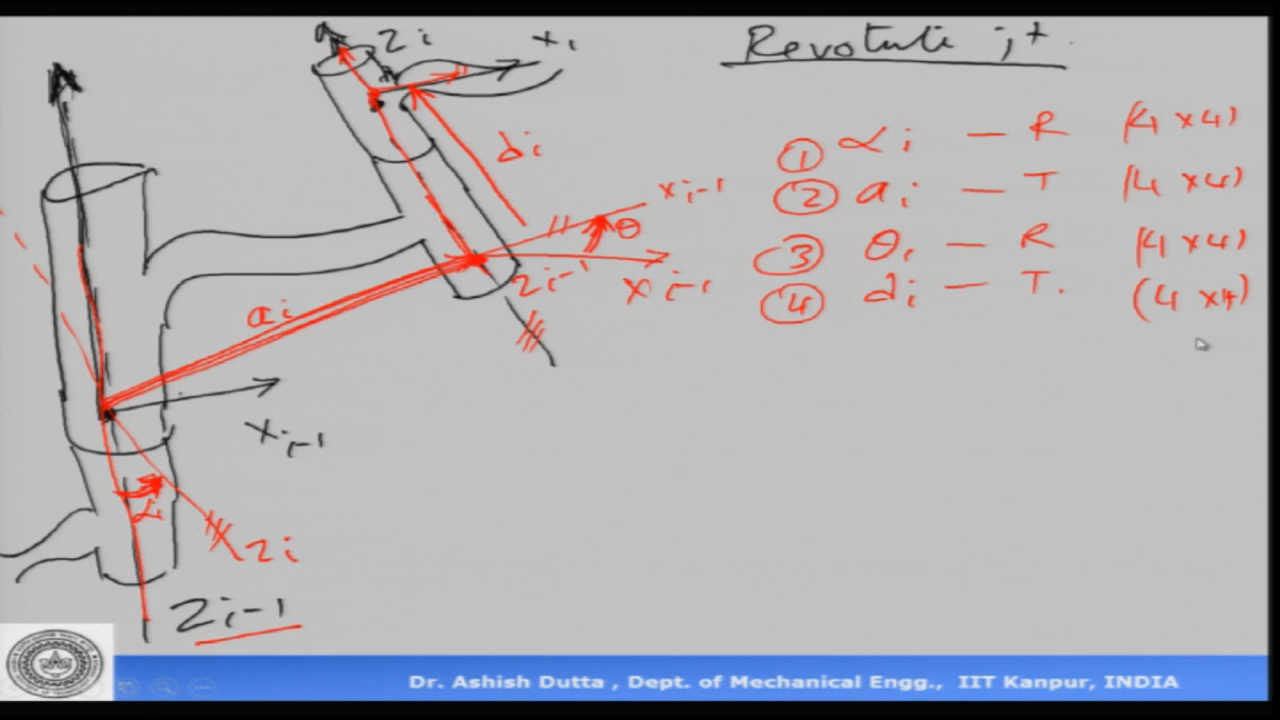 Revolute jt.
Zi
xi
di
① αi — R (4 × 4)
② ai — T (4 × 4)
③ θi — R (4 × 4)
④ di — T. (4 × 4)
xi-1
θ
Zi-1
xi-1
ai
xi-1
α
Zi
Zi-1
Dr. Ashish Dutta , Dept. of Mechanical Engg., IIT Kanpur, INDIA